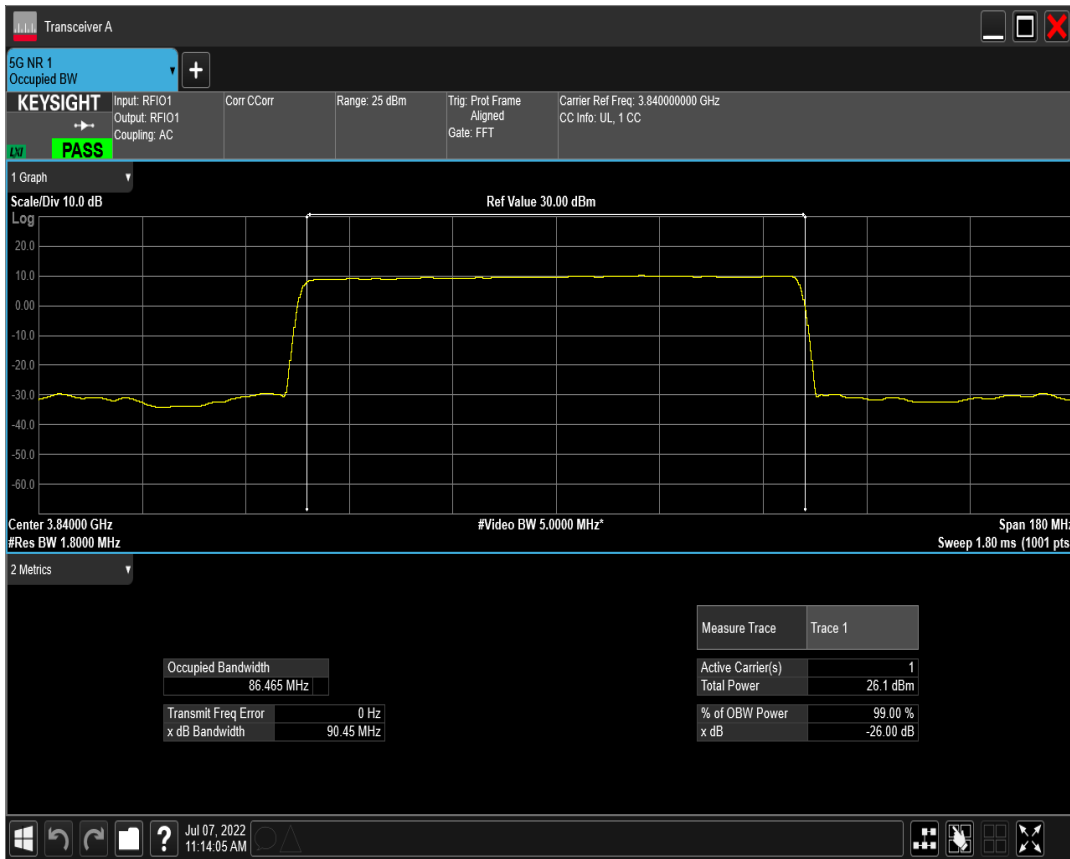 Transceiver A
5G NR 1
Occupied BW
KEYSIGHT
LXI
PASS
Input: RFIO1
Output: RFIO1
Coupling: AC
Corr CCorr
Range: 25 dBm
Trig: Prot Frame
Aligned
Gate: FFT
Carrier Ref Freq: 3.840000000 GHz
CC Info: UL, 1 CC
1 Graph
Scale/Div 10.0 dB
Ref Value 30.00 dBm
Log
20.0
10.0
0.00
-10.0
-20.0
-30.0
-40.0
-50.0
-60.0
Center 3.84000 GHz
#Video BW 5.0000 MHz*
Span 180 MHz
#Res BW 1.8000 MHz
Sweep 1.80 ms (1001 pts
2 Metrics
Measure Trace Trace 1
Occupied Bandwidth
86.465 MHz
Active Carrier(s) 1
Total Power 26.1 dBm
Transmit Freq Error 0 Hz
x dB Bandwidth 90.45 MHz
% of OBW Power 99.00 %
x dB -26.00 dB
?
Jul 07, 2022
11:14:05 AM